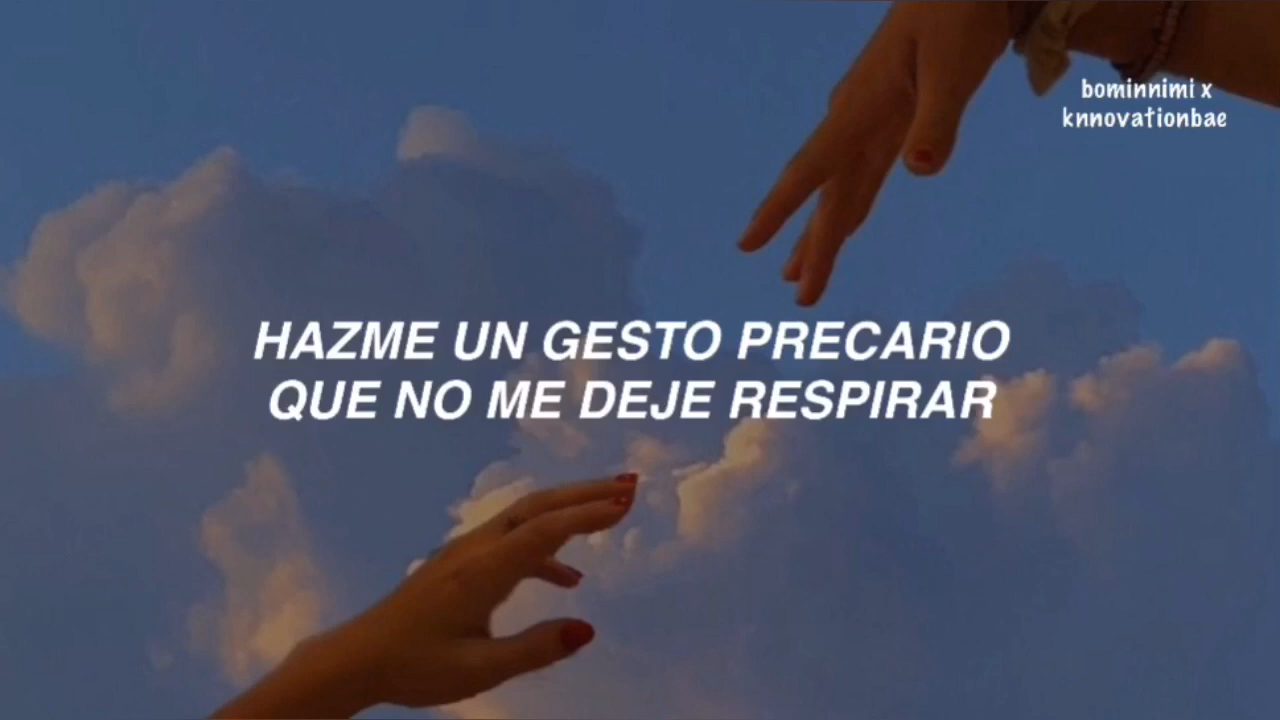 bominnimi x
knnovationbae
HAZME UN GESTO PRECARIO
QUE NO ME DEJE RESPIRAR